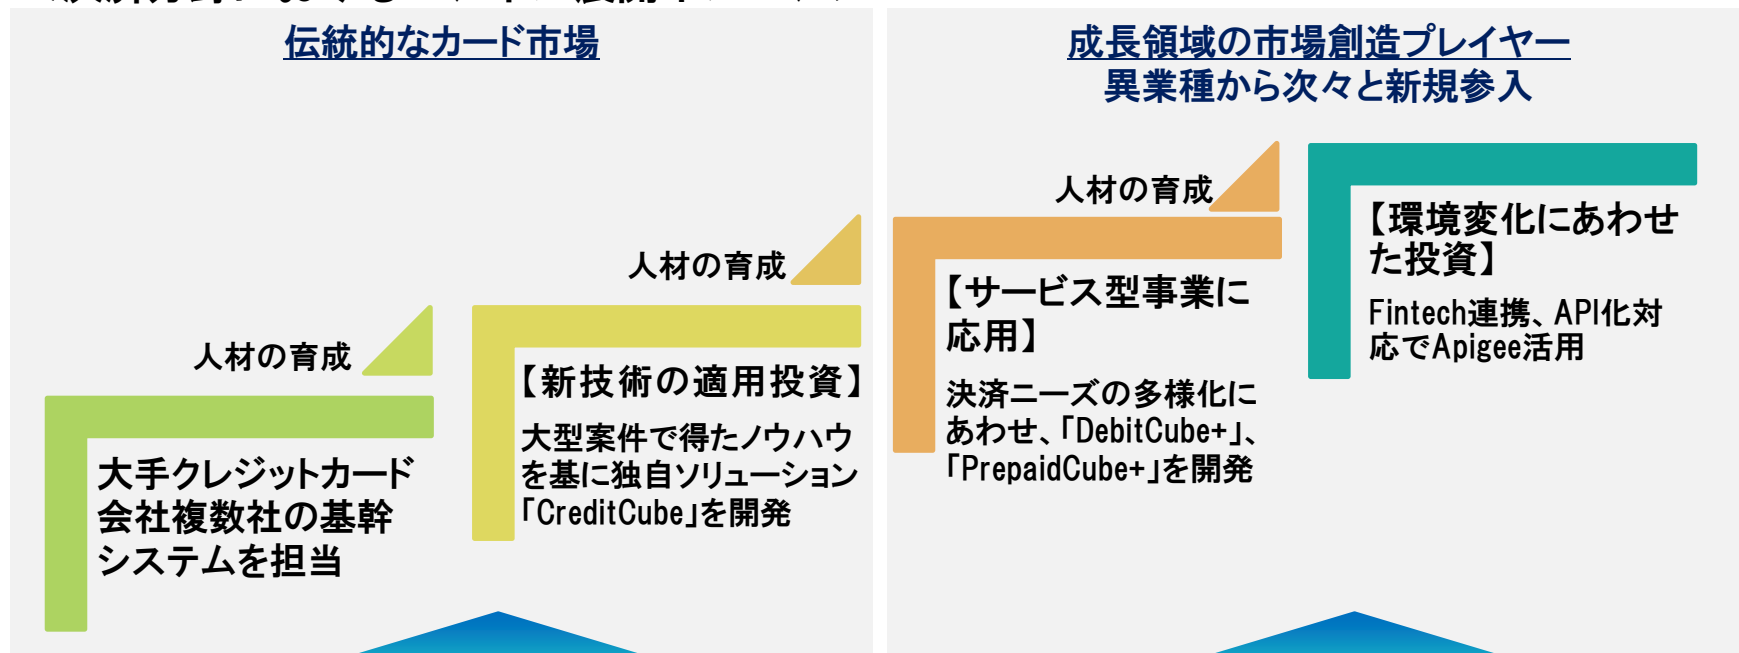 伝統的なカード市場
人材の育成
人材の育成
大手クレジットカード
会社複数社の基幹
システムを担当
【新技術の適用投資】
大型案件で得たノウハウ
を基に独自ソリューション
「CreditCube」を開発
成長領域の市場創造プレイヤー
異業種から次々と新規参入
人材の育成
【サービス型事業に
応用】
決済ニーズの多様化に
あわせ、「DebitCube+」、
「PrepaidCube+」を開発
【環境変化にあわせ
た投資】
Fintech連携、API化対
応でApigee活用